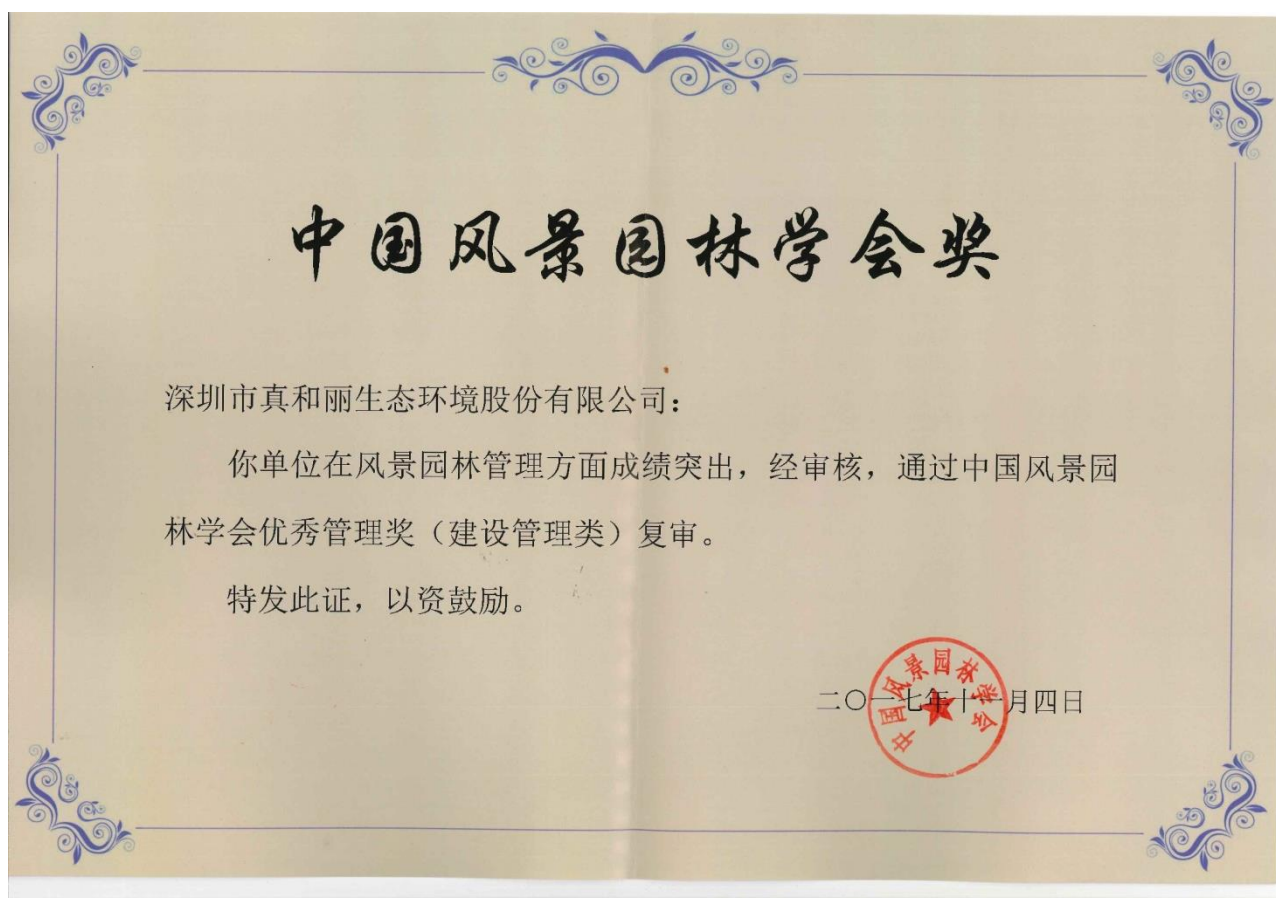 中国风景园林学会奖
深圳市真和丽生态环境股份有限公司：
你单位在风景园林管理方面成绩突出，经审核，通过中国风景园
林学会优秀管理奖（建设管理类）复审。
特发此证，以资鼓励。
二〇一七年十一月四日
中国风景园林学会